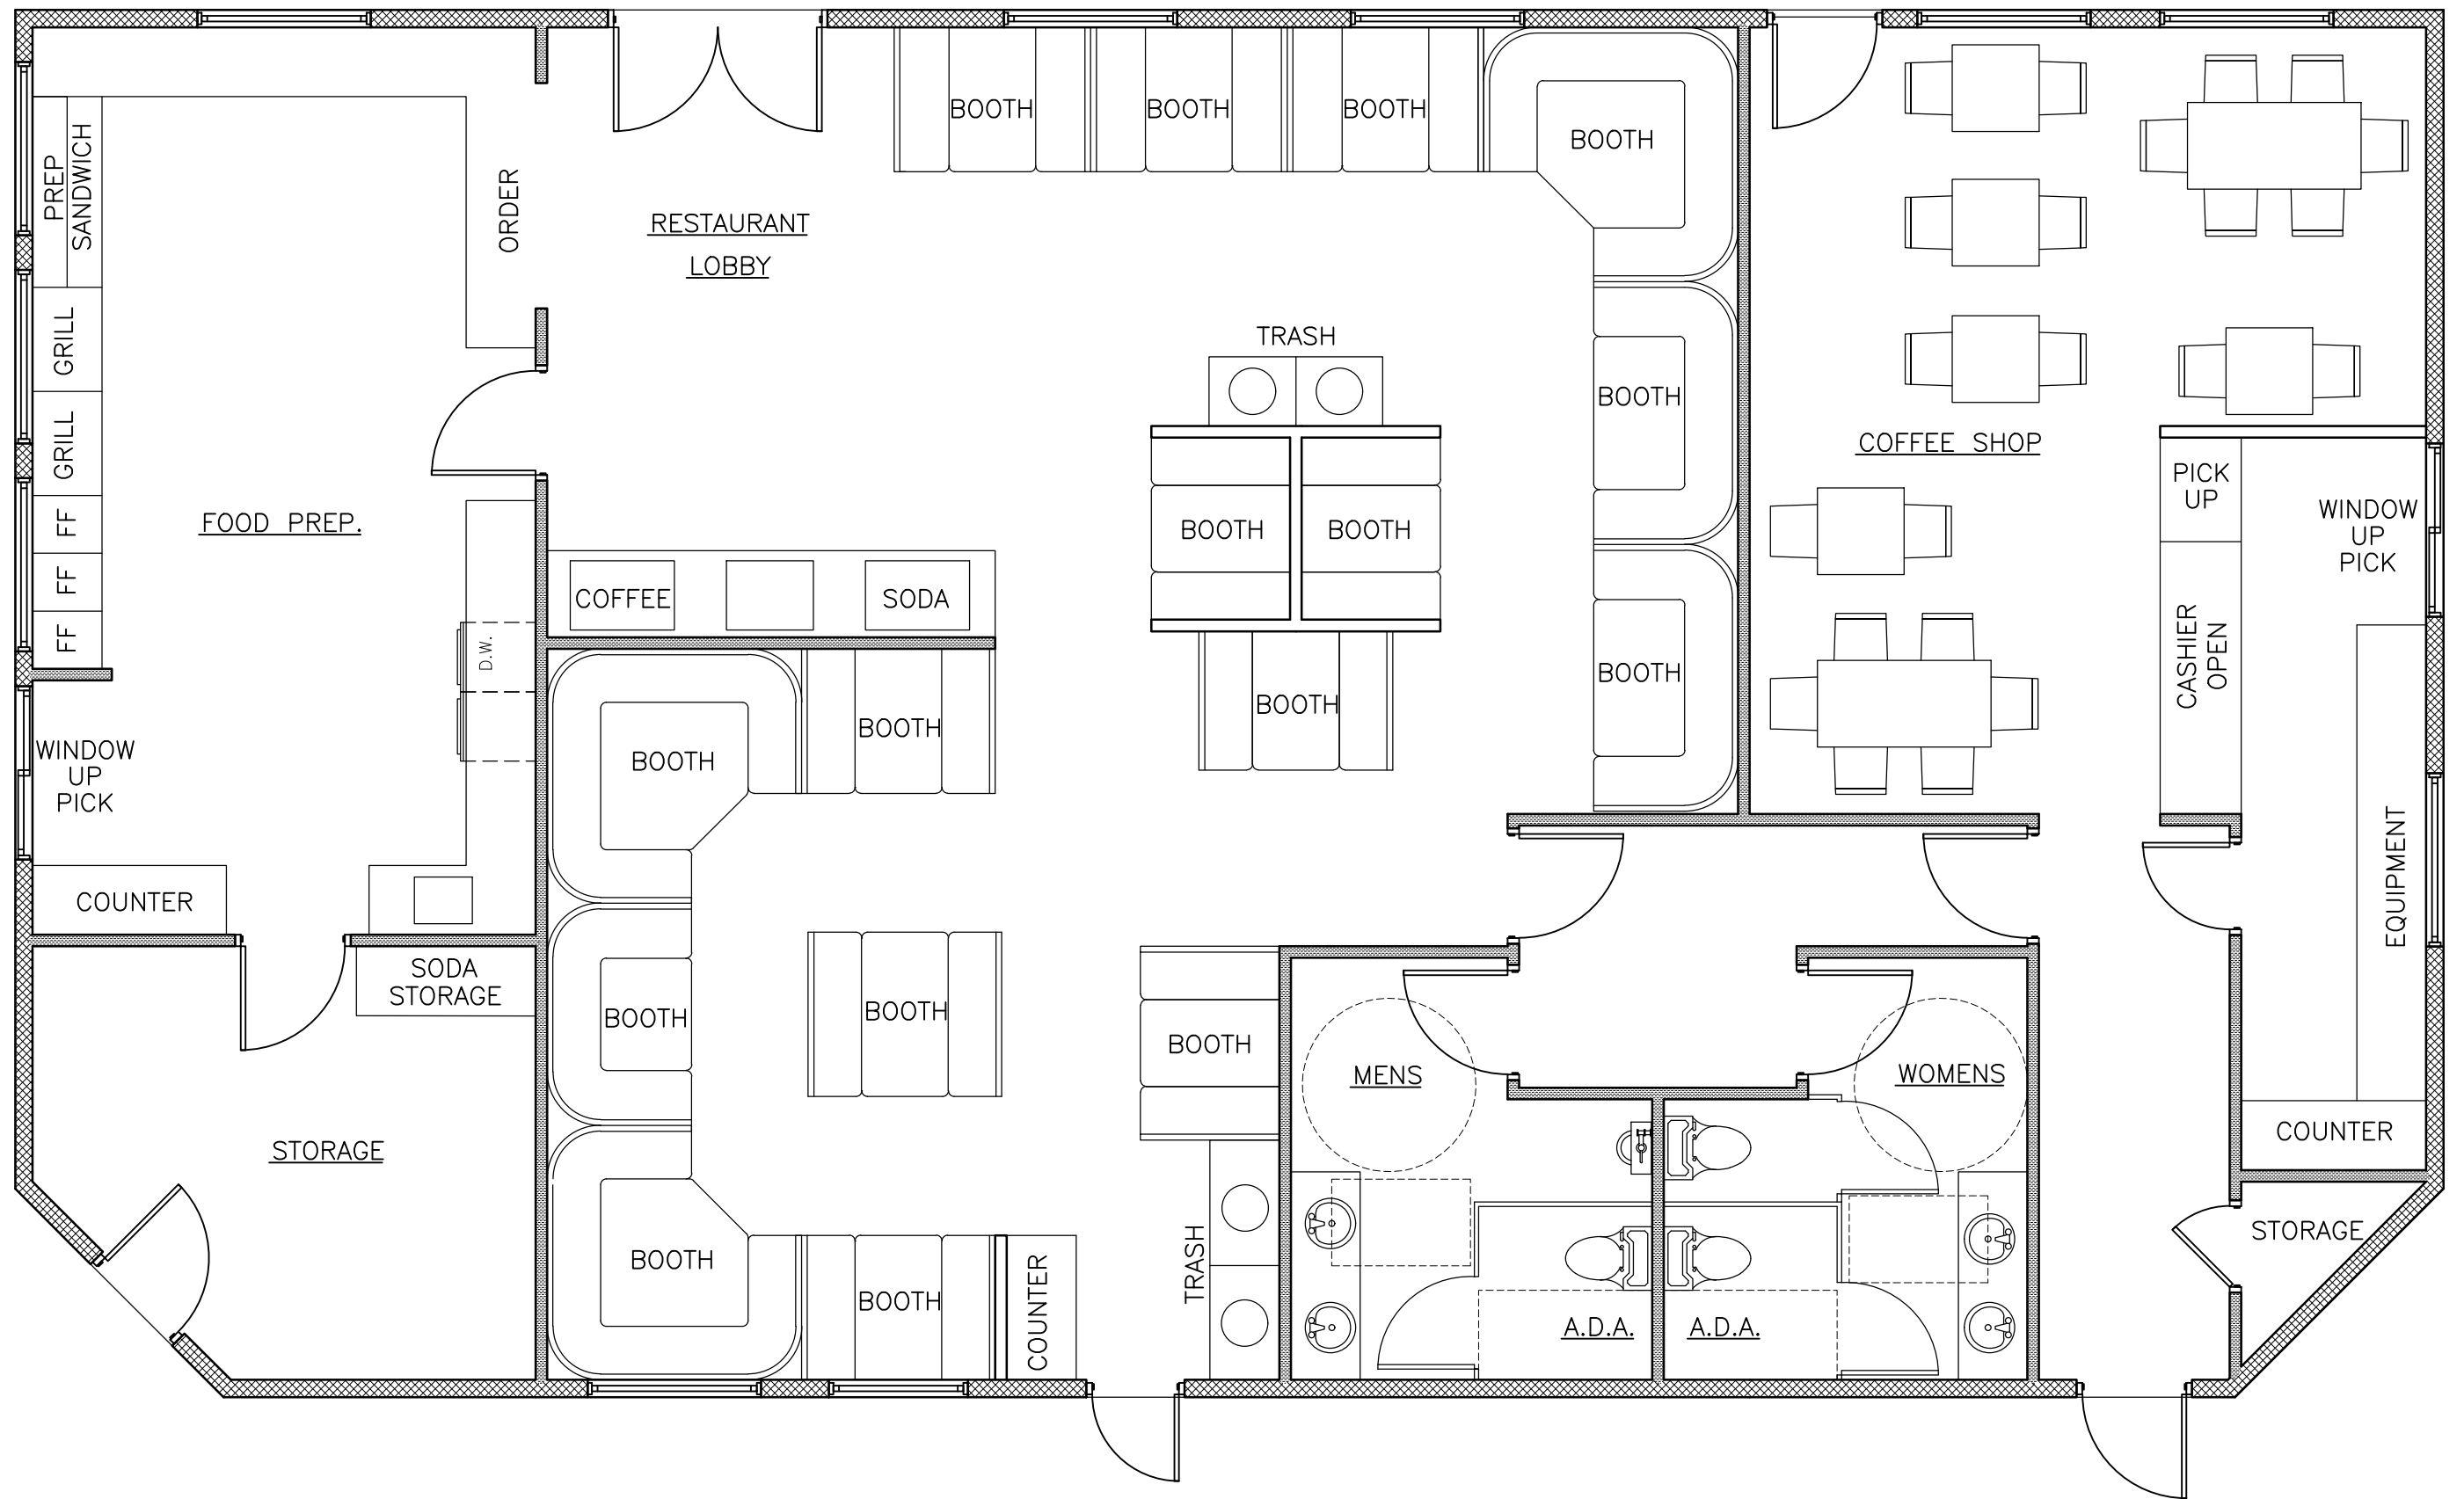 BOOTH
BOOTH
BOOTH
BOOTH
PREP
SANDWICH
ORDER
RESTAURANT
LOBBY
GRILL
GRILL
TRASH
BOOTH
COFFEE SHOP
PICK
UP
WINDOW
UP
PICK
FOOD PREP.
FF
FF
FF
BOOTH
BOOTH
COFFEE
SODA
D.W.
CASHIER
OPEN
BOOTH
BOOTH
BOOTH
BOOTH
WINDOW
UP
PICK
COUNTER
EQUIPMENT
SODA
STORAGE
BOOTH
BOOTH
BOOTH
MENS
WOMENS
COUNTER
STORAGE
STORAGE
BOOTH
TRASH
BOOTH
COUNTER
A.D.A.
A.D.A.